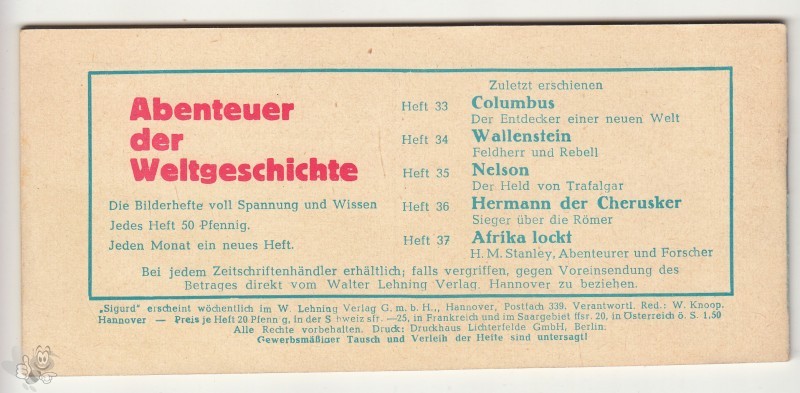 Abenteuer
der
Weltgeschichte
Die Bilderhefte voll Spannung und Wissen
Jedes Heft 50 Pfennig.
Jeden Monat ein neues Heft.
Zuletzt erschienen
Heft 33 Columbus
Der Entdecker einer neuen Welt
Heft 34 Wallenstein
Feldherr und Rebell
Heft 35 Nelson
Der Held von Trafalgar
Heft 36 Hermann der Cherusker
Sieger über die Römer
Heft 37 Afrika lockt
H. M. Stanley, Abenteurer und Forscher
Bei jedem Zeitschriftenhändler erhältlich; falls vergriffen, gegen Voreinsendung des
Betrages direkt vom Walter Lehning Verlag, Hannover zu beziehen.
„Sigurd" erscheint wöchentlich im W. Lehning Verlag G. m. b. H., Hannover, Postfach 339. Verantwortl. Red.: W. Knoop.
Hannover — Preis je Heft 20 Pfenn g, In der S hweiz sfr. —25, in Frankreich und im Saargebiet ffsr. 20, in Österreich ö. S. 1,50
Alle Rechte vorbehalten. Druck: Druckhaus Lichterfelde GmbH, Berlin.
Gewerbsmäßiger Tausch und Verleih der Hefte sind untersagt!